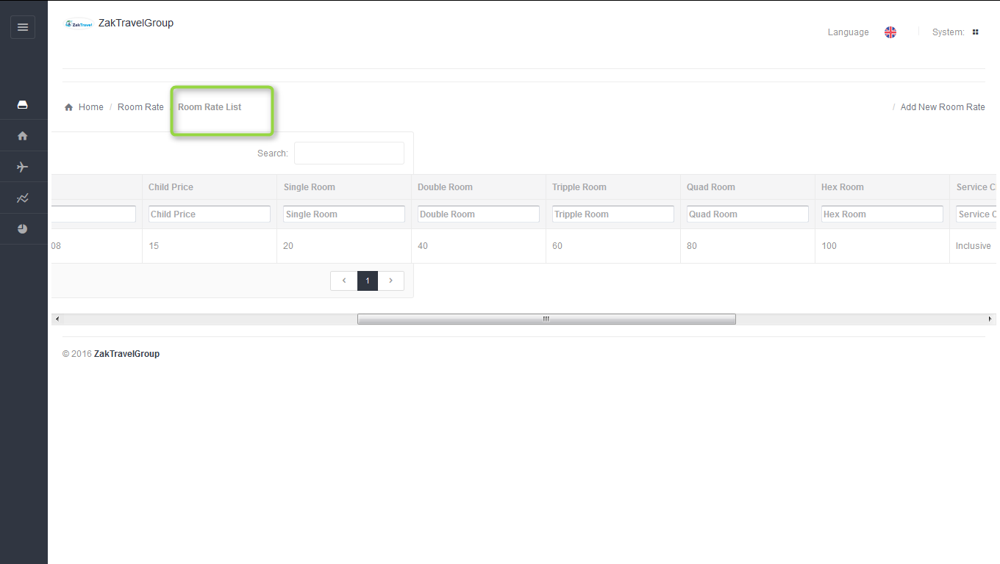 ZakTravel ZakTravelGroup
Language System:
Home / Room Rate / Room Rate List / Add New Room Rate
Search:
Child Price Single Room Double Room Tripple Room Quad Room Hex Room Service C
Child Price Single Room Double Room Tripple Room Quad Room Hex Room Service C
08 15 20 40 60 80 100 Inclusive
‹ 1 ›
© 2016 ZakTravelGroup